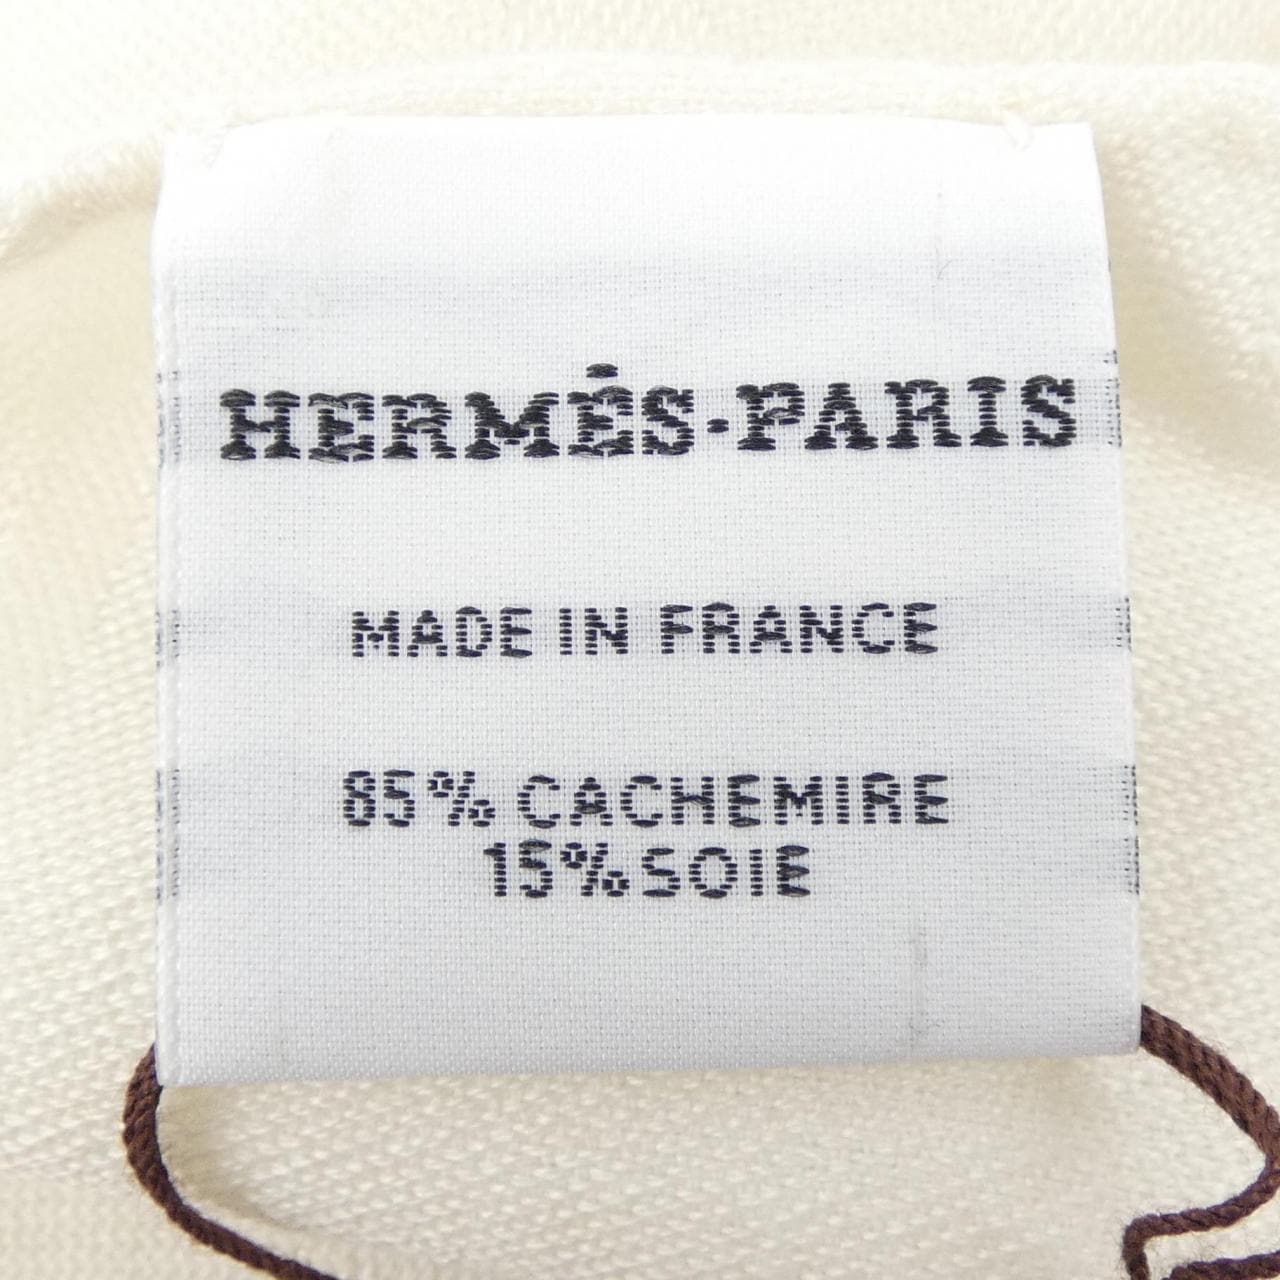 HERMÈS·PARIS
MADE IN FRANCE
85% CACHEMIRE
15% SOIE